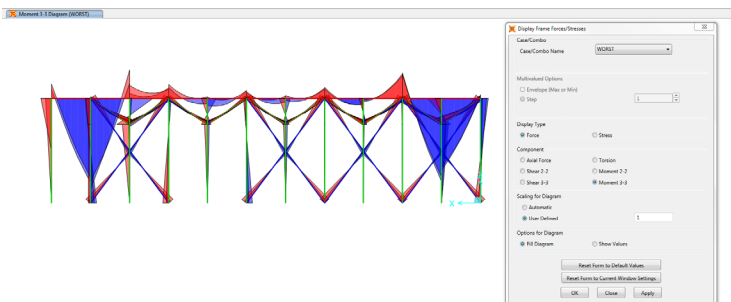 Moment 3-3 Diagram (WORST)
X
Display Frame Forces/Stresses
Case/Combo
Case/Combo Name
WORST
Multivalued Options
Envelope (Max or Min)
Step
1
Display Type
Force
Stress
Component
Axial Force
Torsion
Shear 2-2
Moment 2-2
Shear 3-3
Moment 3-3
Scaling for Diagram
Automatic
User Defined
1
Options for Diagram
Fill Diagram
Show Values
Reset Form to Default Values
Reset Form to Current Window Settings
OK
Close
Apply